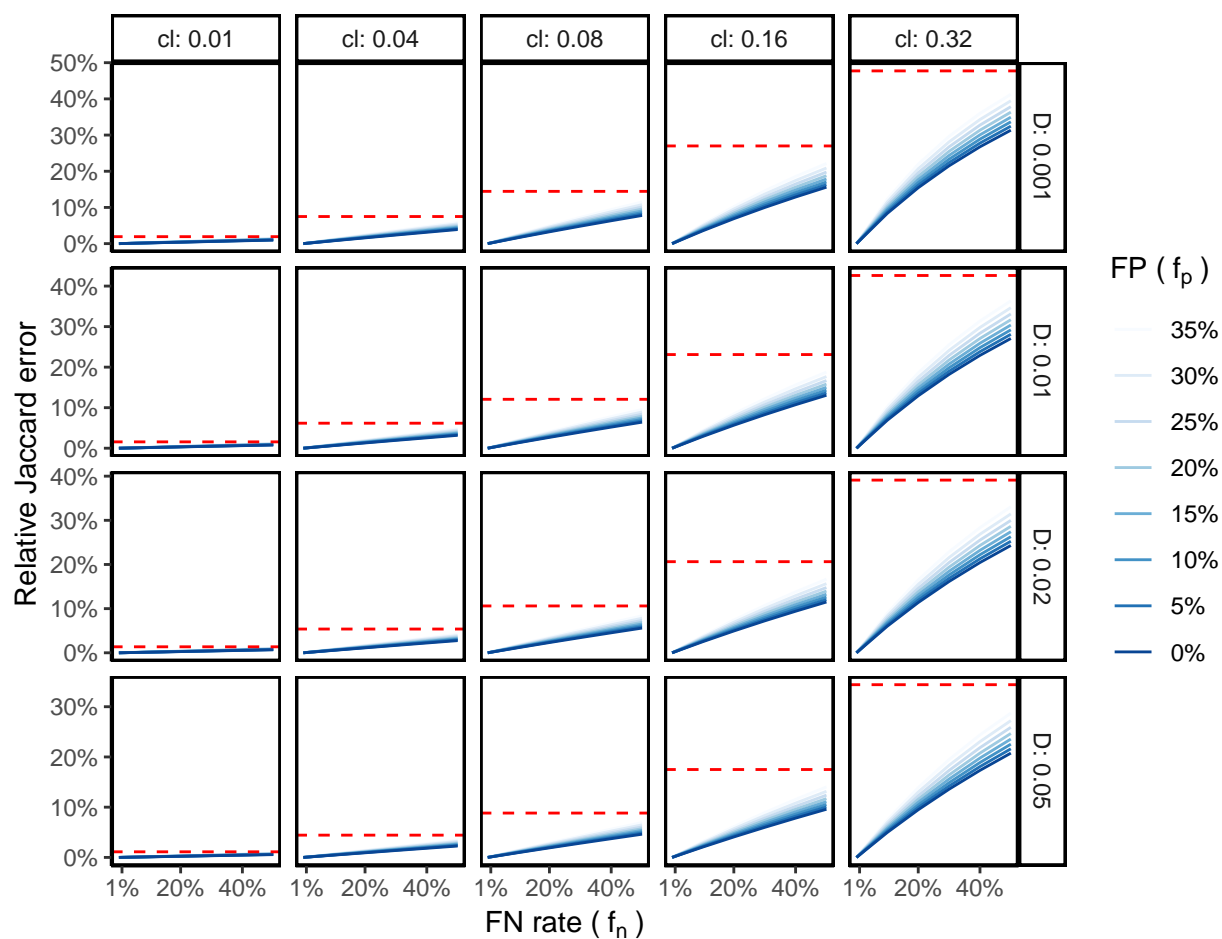 cl: 0.01
cl: 0.04
cl: 0.08
cl: 0.16
cl: 0.32
50%
40%
30%
20%
10%
0%
D: 0.001
40%
30%
20%
10%
0%
D: 0.01
40%
30%
20%
10%
0%
D: 0.02
30%
20%
10%
0%
D: 0.05
1% 20% 40%
1% 20% 40%
1% 20% 40%
1% 20% 40%
1% 20% 40%
FN rate ( fn )
Relative Jaccard error
FP ( fp )
35%
30%
25%
20%
15%
10%
5%
0%